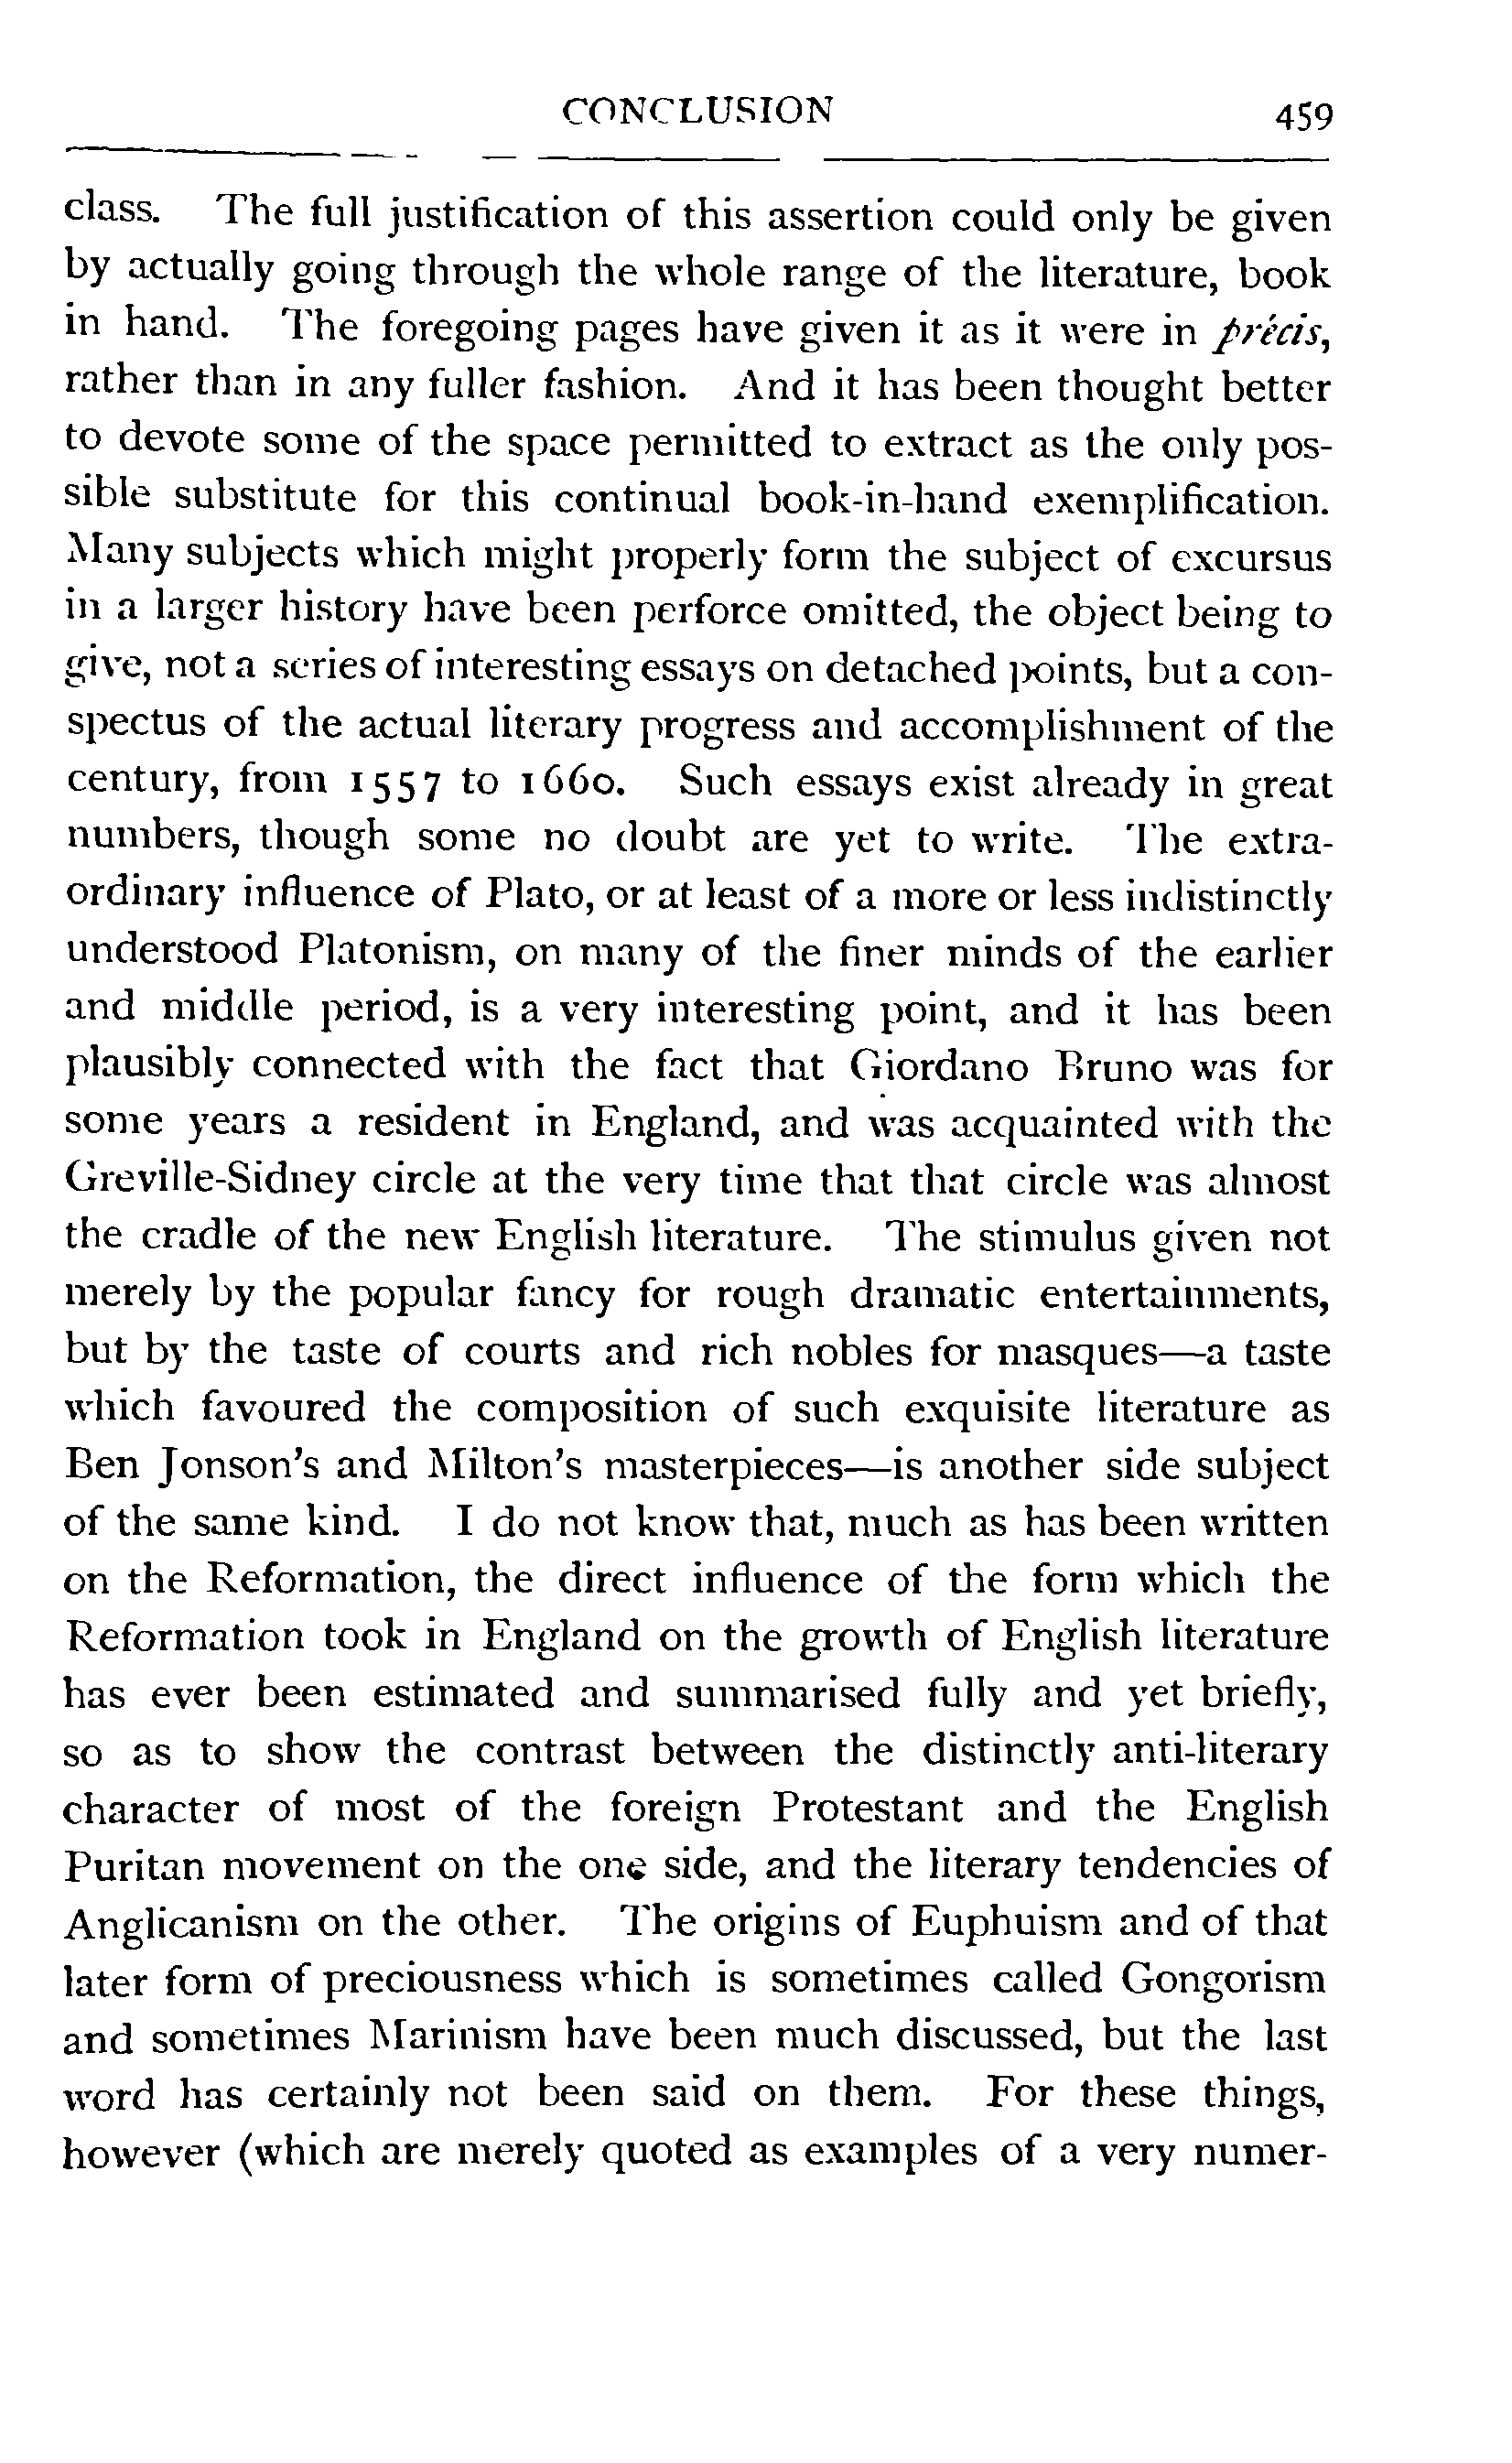 CONCLUSION 459
class. The full justification of this assertion could only be given
by actually going through the whole range of the literature, book
in hand. The foregoing pages have given it as it were in précis,
rather than in any fuller fashion. And it has been thought better
to devote some of the space permitted to extract as the only pos-
sible substitute for this continual book-in-hand exemplification.
Many subjects which might properly form the subject of excursus
in a larger history have been perforce omitted, the object being to
give, not a series of interesting essays on detached points, but a con-
spectus of the actual literary progress and accomplishment of the
century, from 1557 to 1660. Such essays exist already in great
numbers, though some no doubt are yet to write. The extra-
ordinary influence of Plato, or at least of a more or less indistinctly
understood Platonism, on many of the finer minds of the earlier
and middle period, is a very interesting point, and it has been
plausibly connected with the fact that Giordano Bruno was for
some years a resident in England, and was acquainted with the
Greville-Sidney circle at the very time that that circle was almost
the cradle of the new English literature. The stimulus given not
merely by the popular fancy for rough dramatic entertainments,
but by the taste of courts and rich nobles for masques—a taste
which favoured the composition of such exquisite literature as
Ben Jonson's and Milton's masterpieces—is another side subject
of the same kind. I do not know that, much as has been written
on the Reformation, the direct influence of the form which the
Reformation took in England on the growth of English literature
has ever been estimated and summarised fully and yet briefly,
so as to show the contrast between the distinctly anti-literary
character of most of the foreign Protestant and the English
Puritan movement on the one side, and the literary tendencies of
Anglicanism on the other. The origins of Euphuism and of that
later form of preciousness which is sometimes called Gongorism
and sometimes Marinism have been much discussed, but the last
word has certainly not been said on them. For these things,
however (which are merely quoted as examples of a very numer-